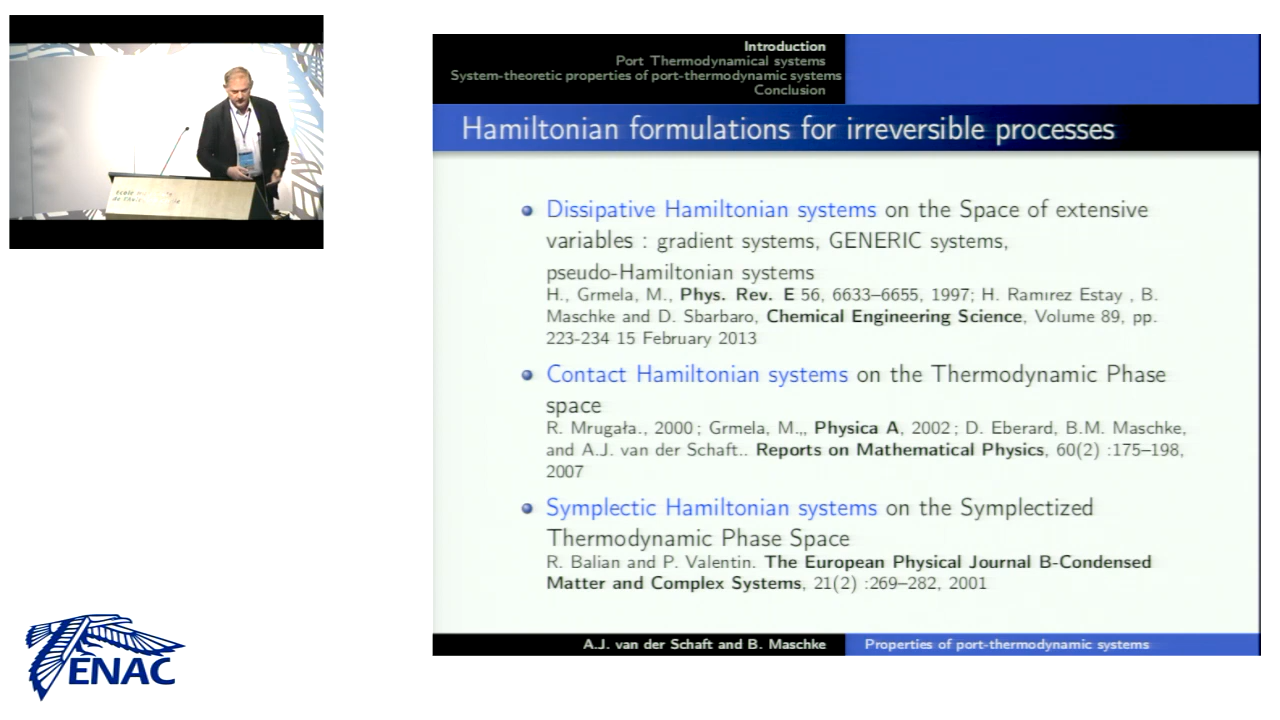 Introduction
Port Thermodynamical systems
System-theoretic properties of port-thermodynamic systems
Conclusion
Hamiltonian formulations for irreversible processes
Dissipative Hamiltonian systems on the Space of extensive
variables : gradient systems, GENERIC systems,
pseudo-Hamiltonian systems
H., Grmela, M., Phys. Rev. E 56, 6633–6655, 1997; H. Ramırez Estay , B.
Maschke and D. Sbarbaro, Chemical Engineering Science, Volume 89, pp.
223-234 15 February 2013
Contact Hamiltonian systems on the Thermodynamic Phase
space
R. Mrugała., 2000 ; Grmela, M.,, Physica A, 2002 ; D. Eberard, B.M. Maschke,
and A.J. van der Schaft.. Reports on Mathematical Physics, 60(2) :175–198,
2007
Symplectic Hamiltonian systems on the Symplectized
Thermodynamic Phase Space
R. Balian and P. Valentin. The European Physical Journal B-Condensed
Matter and Complex Systems, 21(2) :269–282, 2001
A.J. van der Schaft and B. Maschke
Properties of port-thermodynamic systems
ENAC